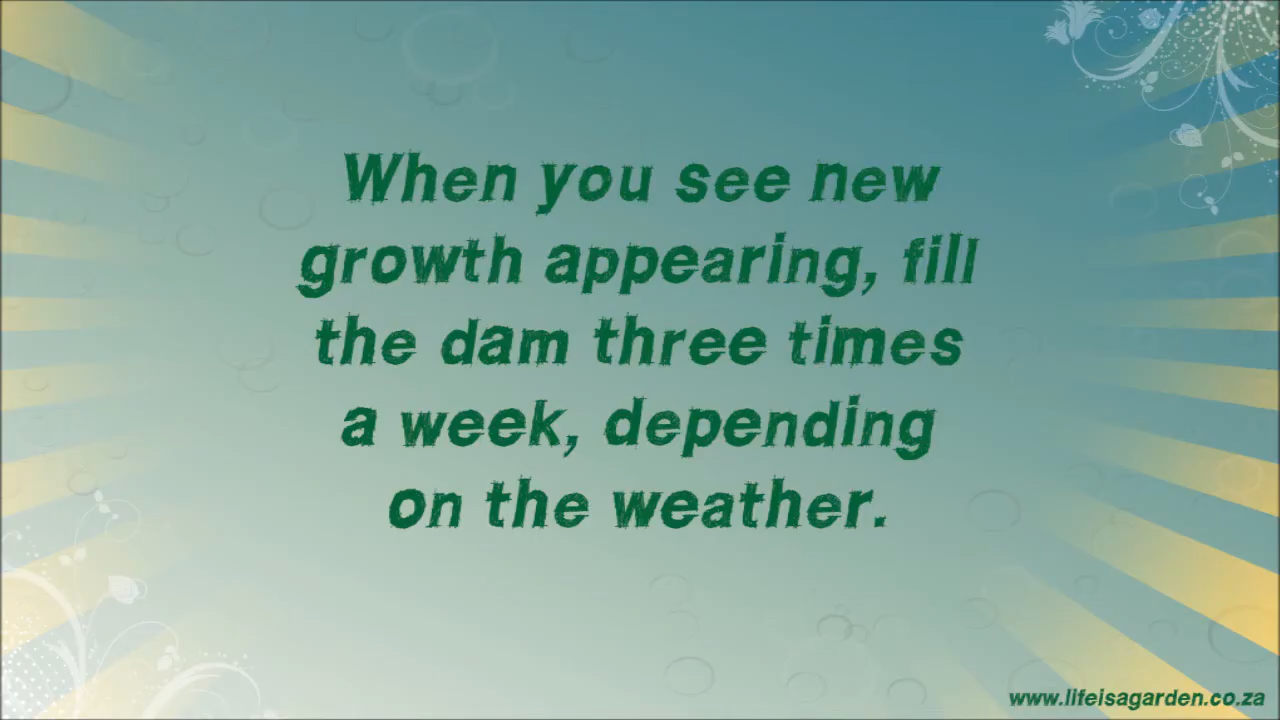 When you see new
growth appearing, fill
the dam three times
a week, depending
on the weather.
www.lifeisagarden.co.za